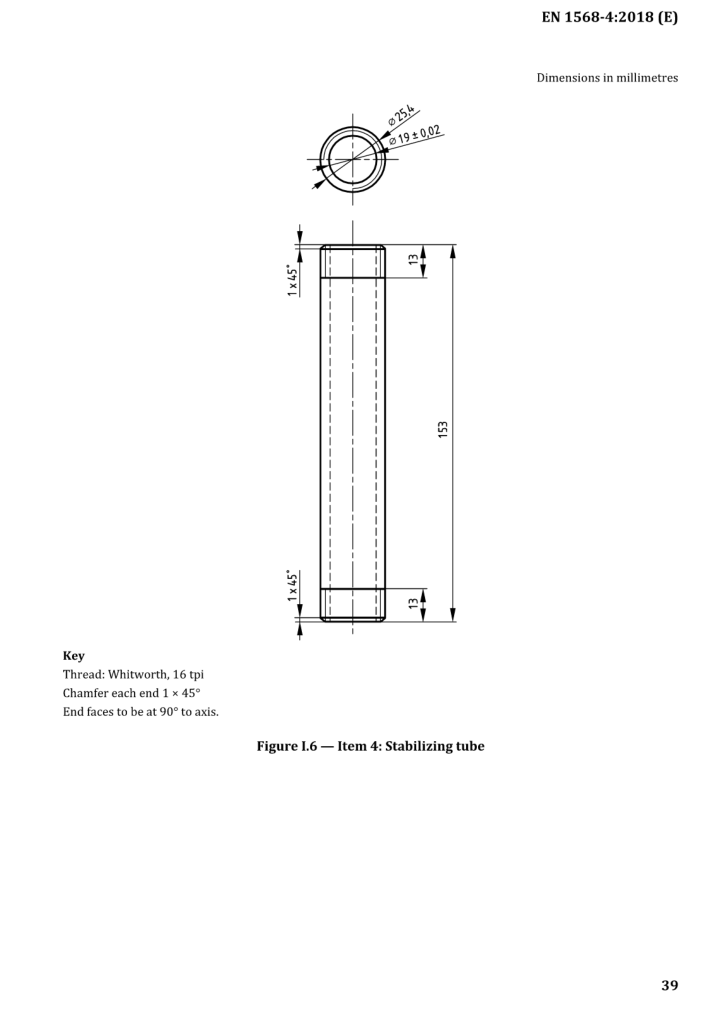 EN 1568-4:2018 (E)
Dimensions in millimetres
⌀ 25,4
⌀ 19 ± 0,02
1 x 45°
13
153
1 x 45°
13
Key
Thread: Whitworth, 16 tpi
Chamfer each end 1 × 45°
End faces to be at 90° to axis.
Figure I.6 — Item 4: Stabilizing tube
39